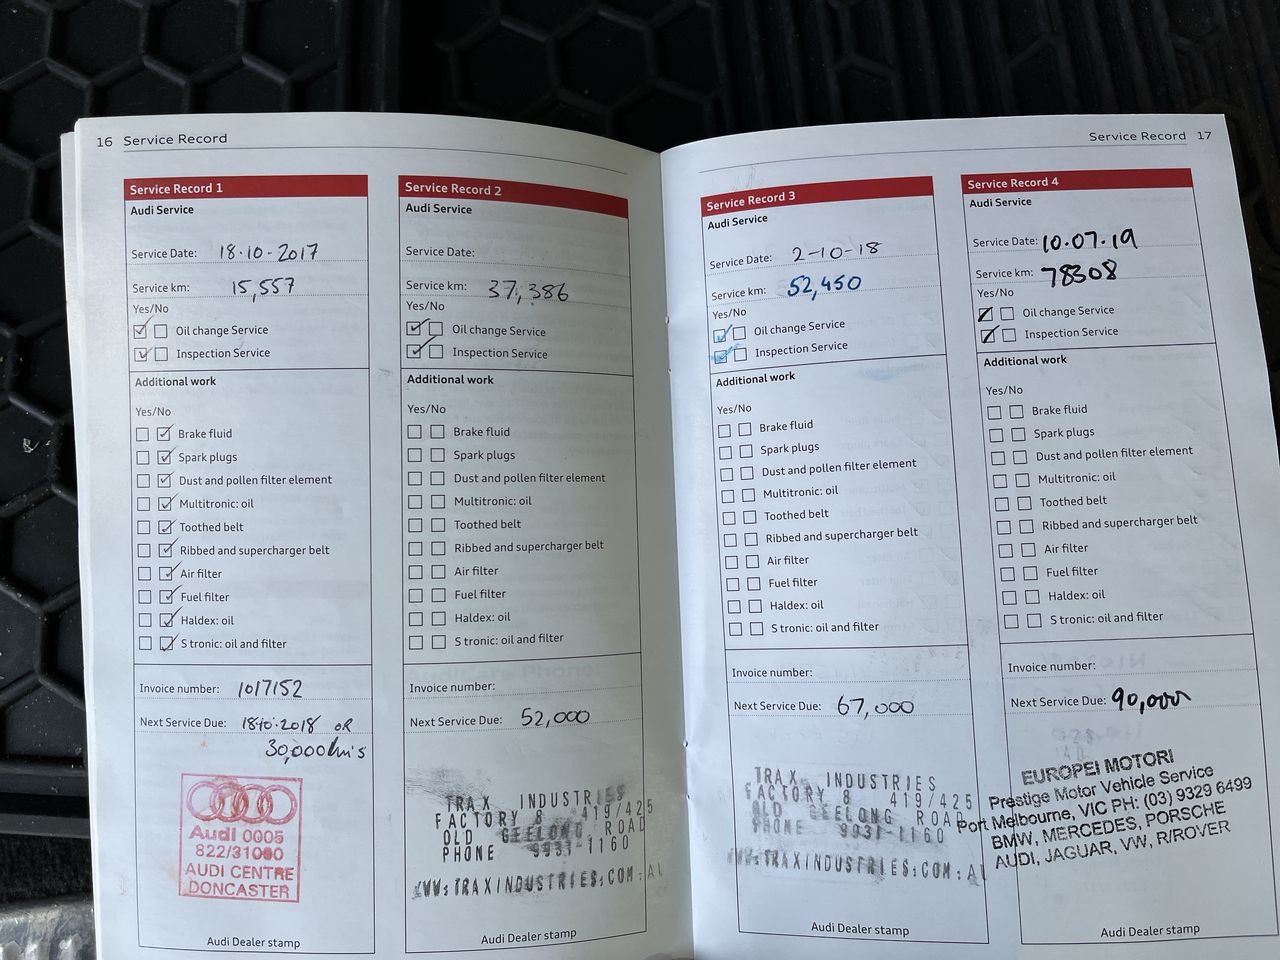 16 Service Record
Service Record 1
Audi Service
Service Date: 18·10·2017
Service km: 15,557
Yes/No
Oil change Service
Inspection Service
Additional work
Yes/No
Brake fluid
Spark plugs
Dust and pollen filter element
Multitronic: oil
Toothed belt
Ribbed and supercharger belt
Air filter
Fuel filter
Haldex: oil
S tronic: oil and filter
Invoice number: 1017152
Next Service Due: 18·10·2018 OR
30,000km's
Audi 0005
822/31080
AUDI CENTRE
DONCASTER
Audi Dealer stamp
Service Record 2
Audi Service
Service Date:
Service km: 37,386
Yes/No
Oil change Service
Inspection Service
Additional work
Yes/No
Brake fluid
Spark plugs
Dust and pollen filter element
Multitronic: oil
Toothed belt
Ribbed and supercharger belt
Air filter
Fuel filter
Haldex: oil
S tronic: oil and filter
Invoice number:
Next Service Due: 52,000
TRAX INDUSTRIES
FACTORY 8 419/425
OLD GEELONG ROAD
PHONE 9931-1160
WWW.TRAXINDUSTRIES.COM.AU
Audi Dealer stamp
Service Record 17
Service Record 3
Audi Service
Service Date: 2-10-18
Service km: 52,450
Yes/No
Oil change Service
Inspection Service
Additional work
Yes/No
Brake fluid
Spark plugs
Dust and pollen filter element
Multitronic: oil
Toothed belt
Ribbed and supercharger belt
Air filter
Fuel filter
Haldex: oil
S tronic: oil and filter
Invoice number:
Next Service Due: 67,000
TRAX INDUSTRIES
FACTORY 8 419/425
OLD GEELONG ROAD
PHONE 9931-1160
WWW.TRAXINDUSTRIES.COM.AU
Audi Dealer stamp
Service Record 4
Audi Service
Service Date: 10.07.19
Service km: 78308
Yes/No
Oil change Service
Inspection Service
Additional work
Yes/No
Brake fluid
Spark plugs
Dust and pollen filter element
Multitronic: oil
Toothed belt
Ribbed and supercharger belt
Air filter
Fuel filter
Haldex: oil
S tronic: oil and filter
Invoice number:
Next Service Due: 90,000
EUROPEI MOTORI
Prestige Motor Vehicle Service
Port Melbourne, VIC PH: (03) 9329 6499
BMW, MERCEDES, PORSCHE
AUDI, JAGUAR, VW, R/ROVER
Audi Dealer stamp